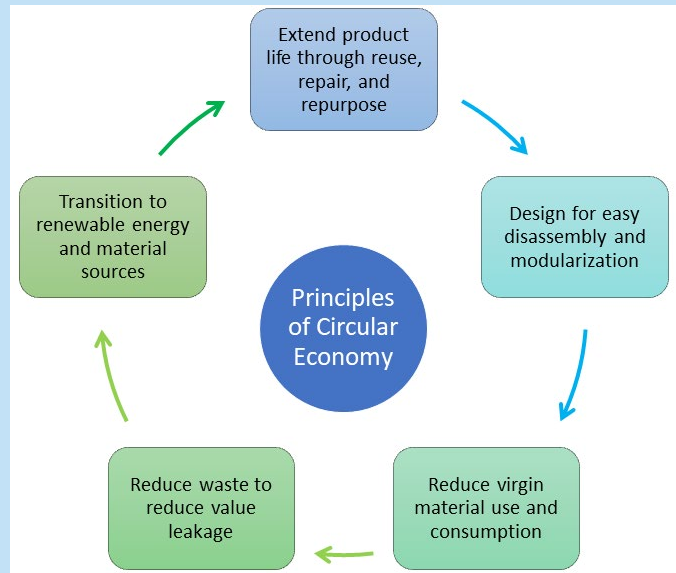 Extend product
life through reuse,
repair, and
repurpose
Design for easy
disassembly and
modularization
Reduce virgin
material use and
consumption
Reduce waste to
reduce value
leakage
Transition to
renewable energy
and material
sources
Principles
of Circular
Economy